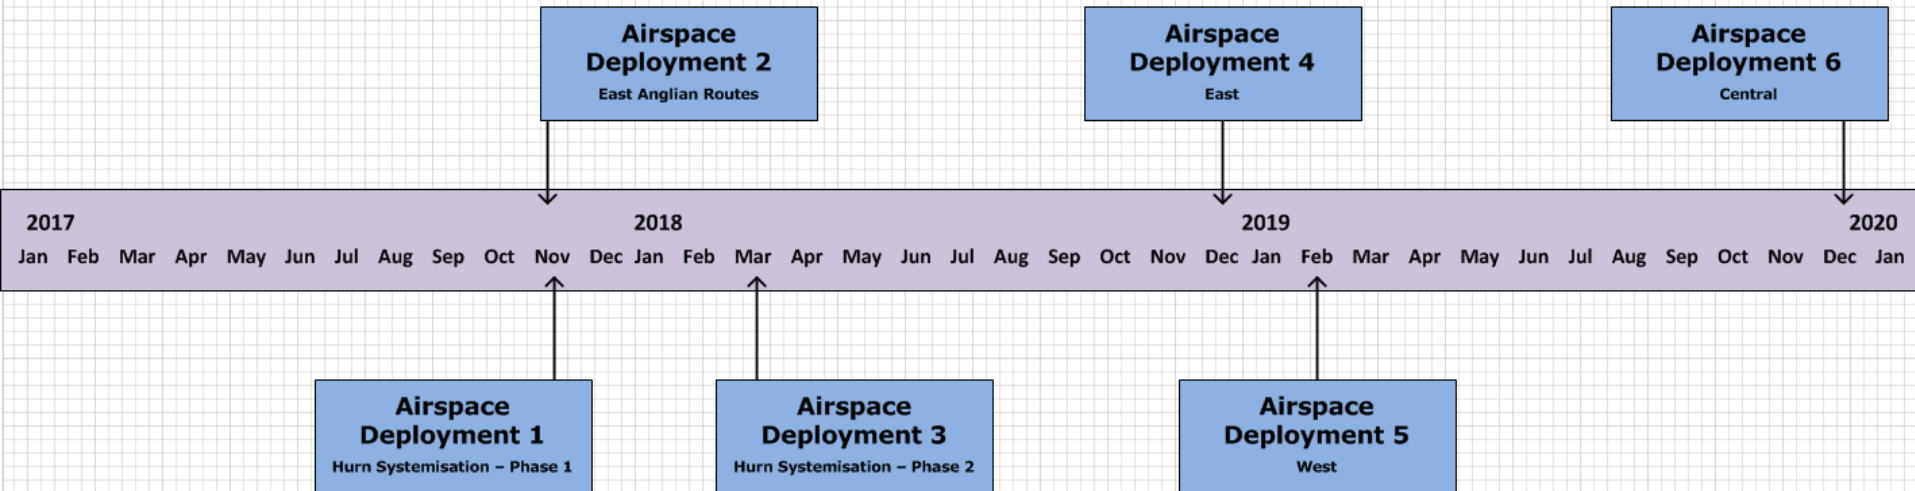 Airspace
Deployment 2
East Anglian Routes
Airspace
Deployment 4
East
Airspace
Deployment 6
Central
2017 2018 2019 2020
Jan Feb Mar Apr May Jun Jul Aug Sep Oct Nov Dec Jan Feb Mar Apr May Jun Jul Aug Sep Oct Nov Dec Jan Feb Mar Apr May Jun Jul Aug Sep Oct Nov Dec Jan
Airspace
Deployment 1
Hurn Systemisation – Phase 1
Airspace
Deployment 3
Hurn Systemisation – Phase 2
Airspace
Deployment 5
West